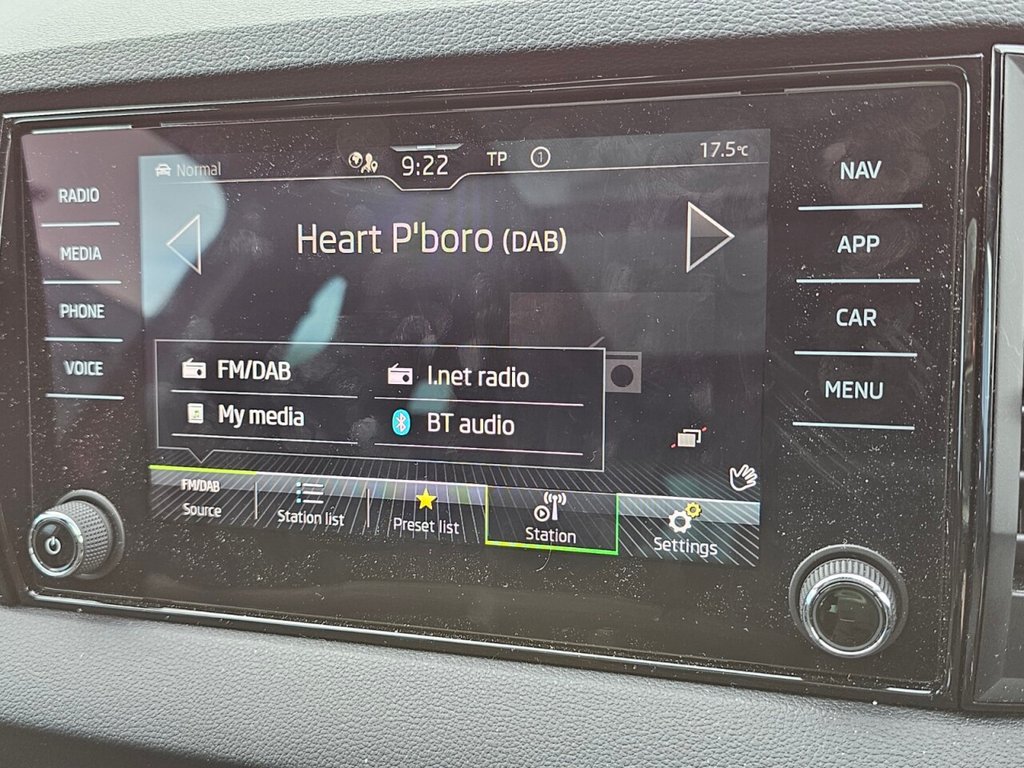 Normal
9:22
TP
1
17.5°C
RADIO
MEDIA
PHONE
VOICE
Heart P'boro (DAB)
NAV
APP
CAR
MENU
FM/DAB
I.net radio
My media
BT audio
FM/DAB
Source
Station list
Preset list
Station
Settings